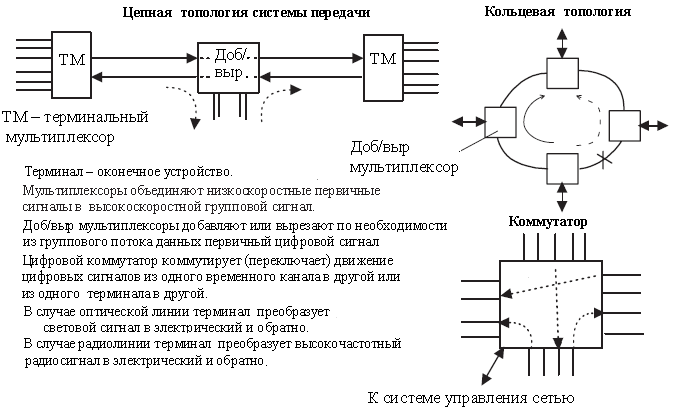 Цепная топология системы передачи
ТМ
Доб/
выр
ТМ
ТМ – терминальный
мультиплексор
Кольцевая топология
Доб/выр
мультиплексор
Терминал – оконечное устройство.
Мультиплексоры объединяют низкоскоростные первичные
сигналы в высокоскоростной групповой сигнал.
Доб/выр мультиплексоры добавляют или вырезают по необходимости
из группового потока данных первичный цифровой сигнал
Цифровой коммутатор коммутирует (переключает) движение
цифровых сигналов из одного временного канала в другой или
из одного терминала в другой.
В случае оптической линии терминал преобразует
световой сигнал в электрический и обратно.
В случае радиолинии терминал преобразует высокочастотный
радиосигнал в электрический и обратно.
Коммутатор
К системе управления сетью